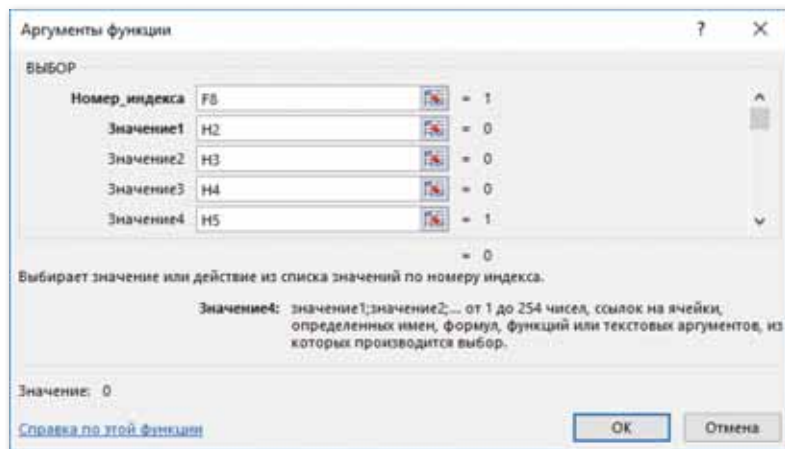 Аргументы функции ? ×
ВЫБОР
Номер_индекса F8 = 1
Значение1 H2 = 0
Значение2 H3 = 0
Значение3 H4 = 0
Значение4 H5 = 1
= 0
Выбирает значение или действие из списка значений по номеру индекса.
Значение4: значение1;значение2;... от 1 до 254 чисел, ссылок на ячейки,
определенных имен, формул, функций или текстовых аргументов, из
которых производится выбор.
Значение: 0
Справка по этой функции
OK Отмена